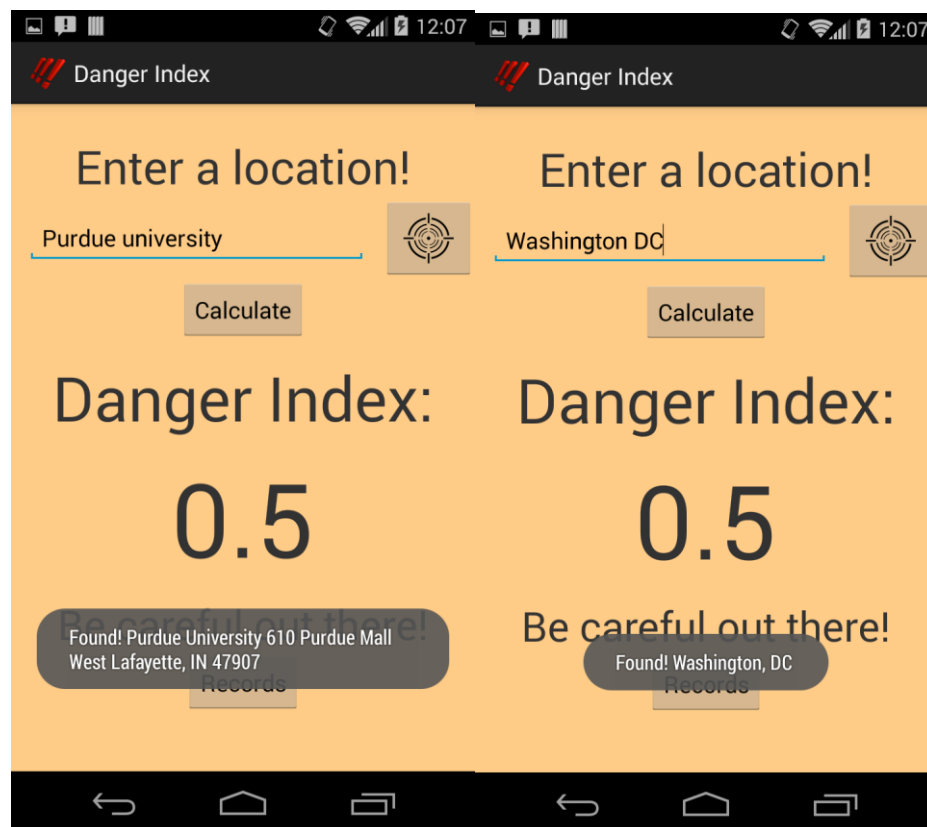 12:07
Danger Index
Enter a location!
Purdue university
Calculate
Danger Index:
0.5
Be careful out there!
Found! Purdue University 610 Purdue Mall
West Lafayette, IN 47907
Records
12:07
Danger Index
Enter a location!
Washington DC
Calculate
Danger Index:
0.5
Be careful out there!
Found! Washington, DC
Records